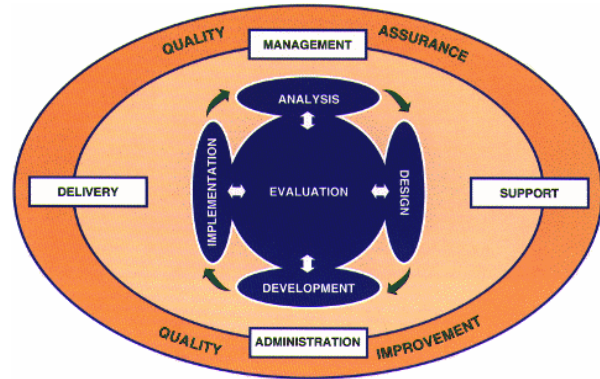 QUALITY
ASSURANCE
MANAGEMENT
ANALYSIS
DELIVERY
IMPLEMENTATION
EVALUATION
DESIGN
SUPPORT
DEVELOPMENT
QUALITY
ADMINISTRATION
IMPROVEMENT